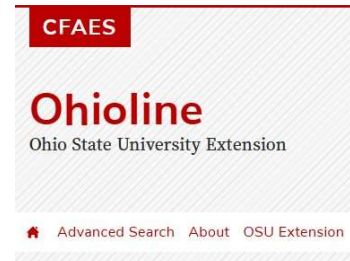 CFAES
Ohioline
Ohio State University Extension
Advanced Search About OSU Extension